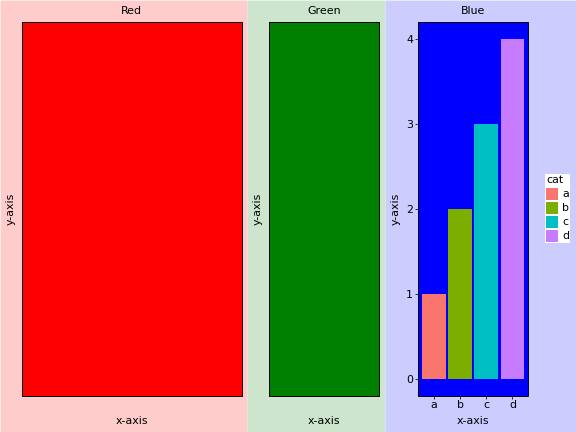 Red
y-axis
x-axis
Green
y-axis
x-axis
Blue
y-axis
4
3
2
1
0
a b c d
x-axis
cat
a
b
c
d